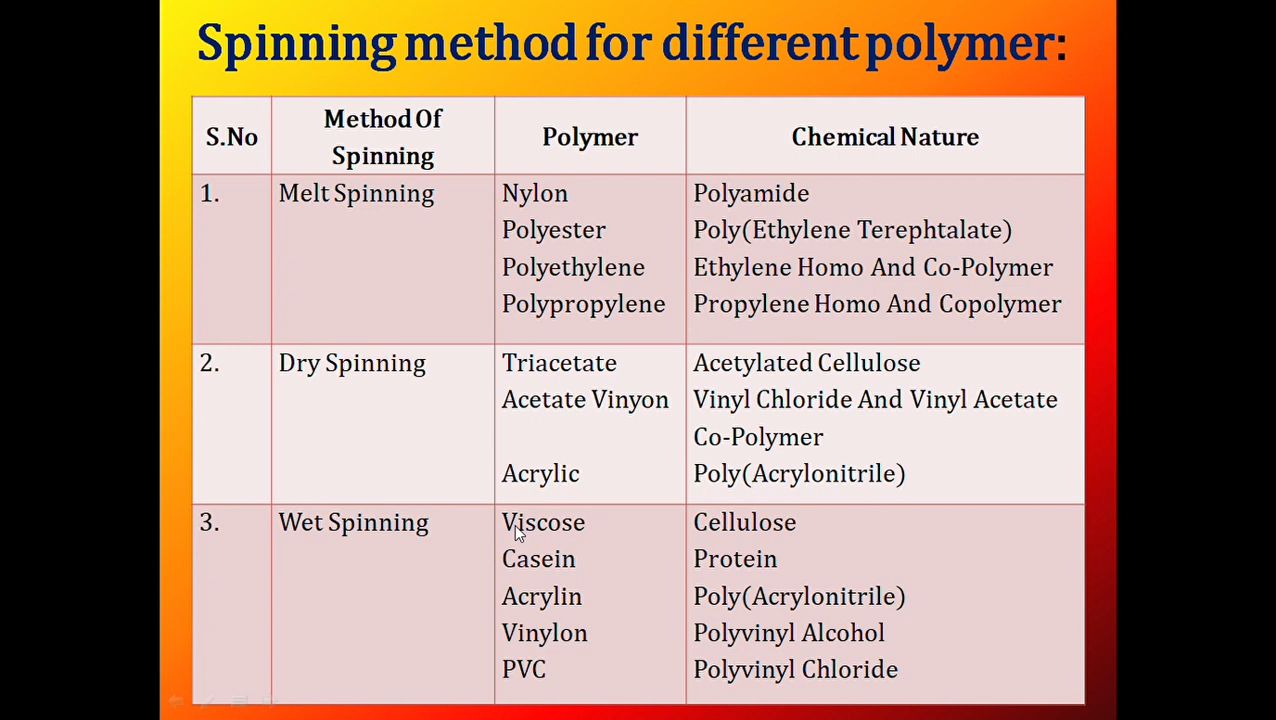 Spinning method for different polymer:
S.No Method Of Spinning Polymer Chemical Nature
1. Melt Spinning Nylon Polyamide
Polyester Poly(Ethylene Terephtalate)
Polyethylene Ethylene Homo And Co-Polymer
Polypropylene Propylene Homo And Copolymer
2. Dry Spinning Triacetate Acetylated Cellulose
Acetate Vinyon Vinyl Chloride And Vinyl Acetate
Co-Polymer
Acrylic Poly(Acrylonitrile)
3. Wet Spinning Viscose Cellulose
Casein Protein
Acrylin Poly(Acrylonitrile)
Vinylon Polyvinyl Alcohol
PVC Polyvinyl Chloride